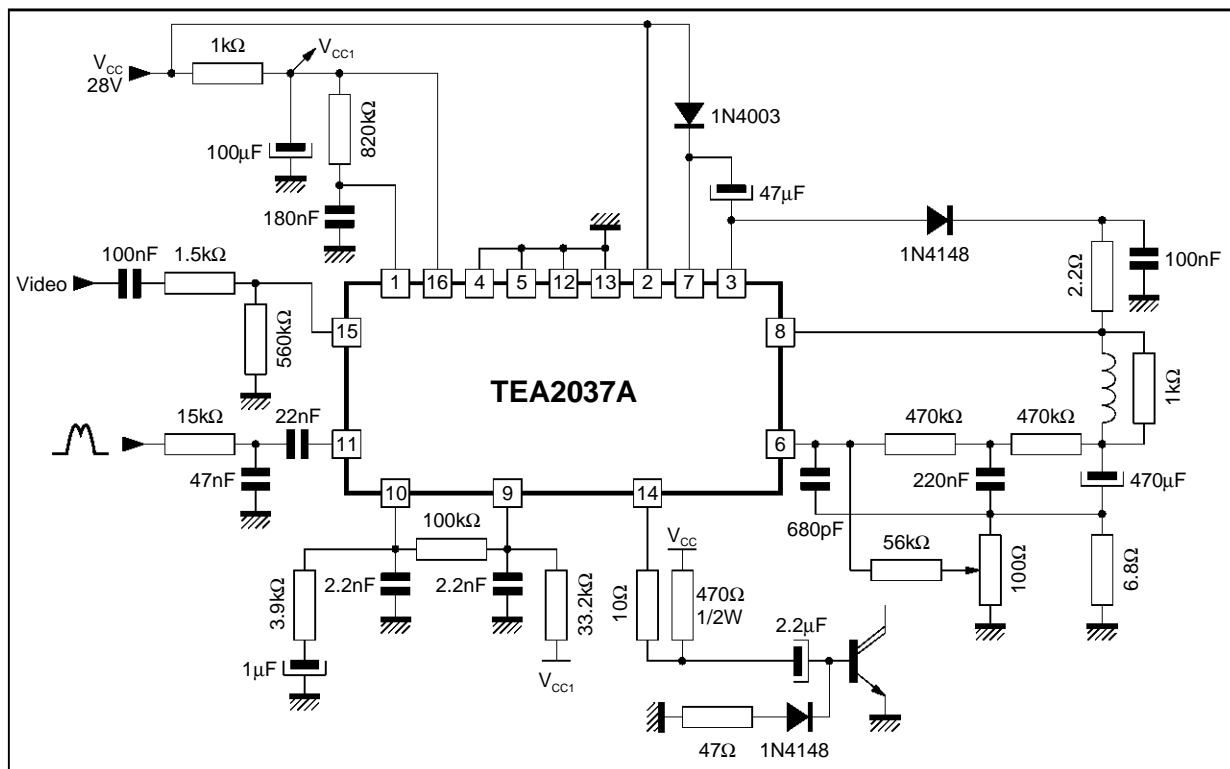 1kΩ
VCC1
VCC
28V
820kΩ
1N4003
100µF
47µF
180nF
1N4148
2.2Ω
100nF
100nF
1.5kΩ
Video
1
16
4
5
12
13
2
7
3
15
8
560kΩ
TEA2037A
1kΩ
15kΩ
22nF
11
6
470kΩ
470kΩ
47nF
220nF
470µF
10
9
14
680pF
100kΩ
VCC
56kΩ
100Ω
6.8Ω
3.9kΩ
2.2nF
2.2nF
33.2kΩ
10Ω
470Ω
1/2W
2.2µF
1µF
VCC1
47Ω
1N4148